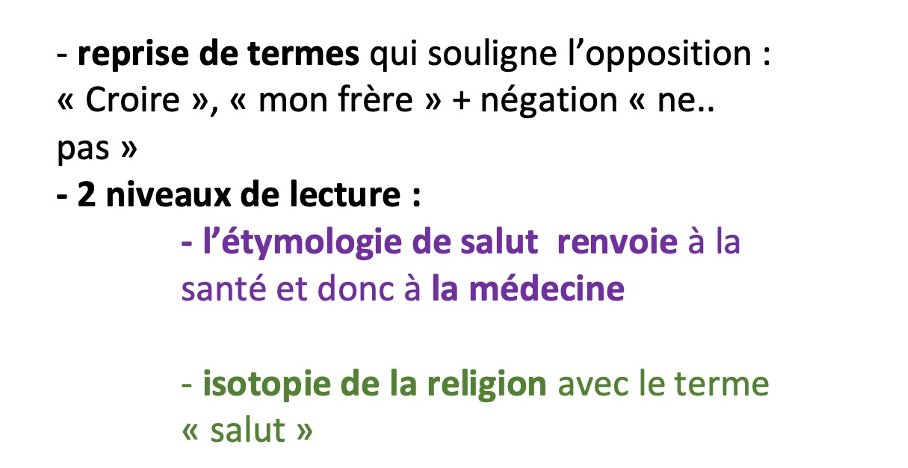 - reprise de termes qui souligne l’opposition :
« Croire », « mon frère » + négation « ne..
pas »
- 2 niveaux de lecture :
- l’étymologie de salut  renvoie à la
santé et donc à la médecine
- isotopie de la religion avec le terme
« salut »